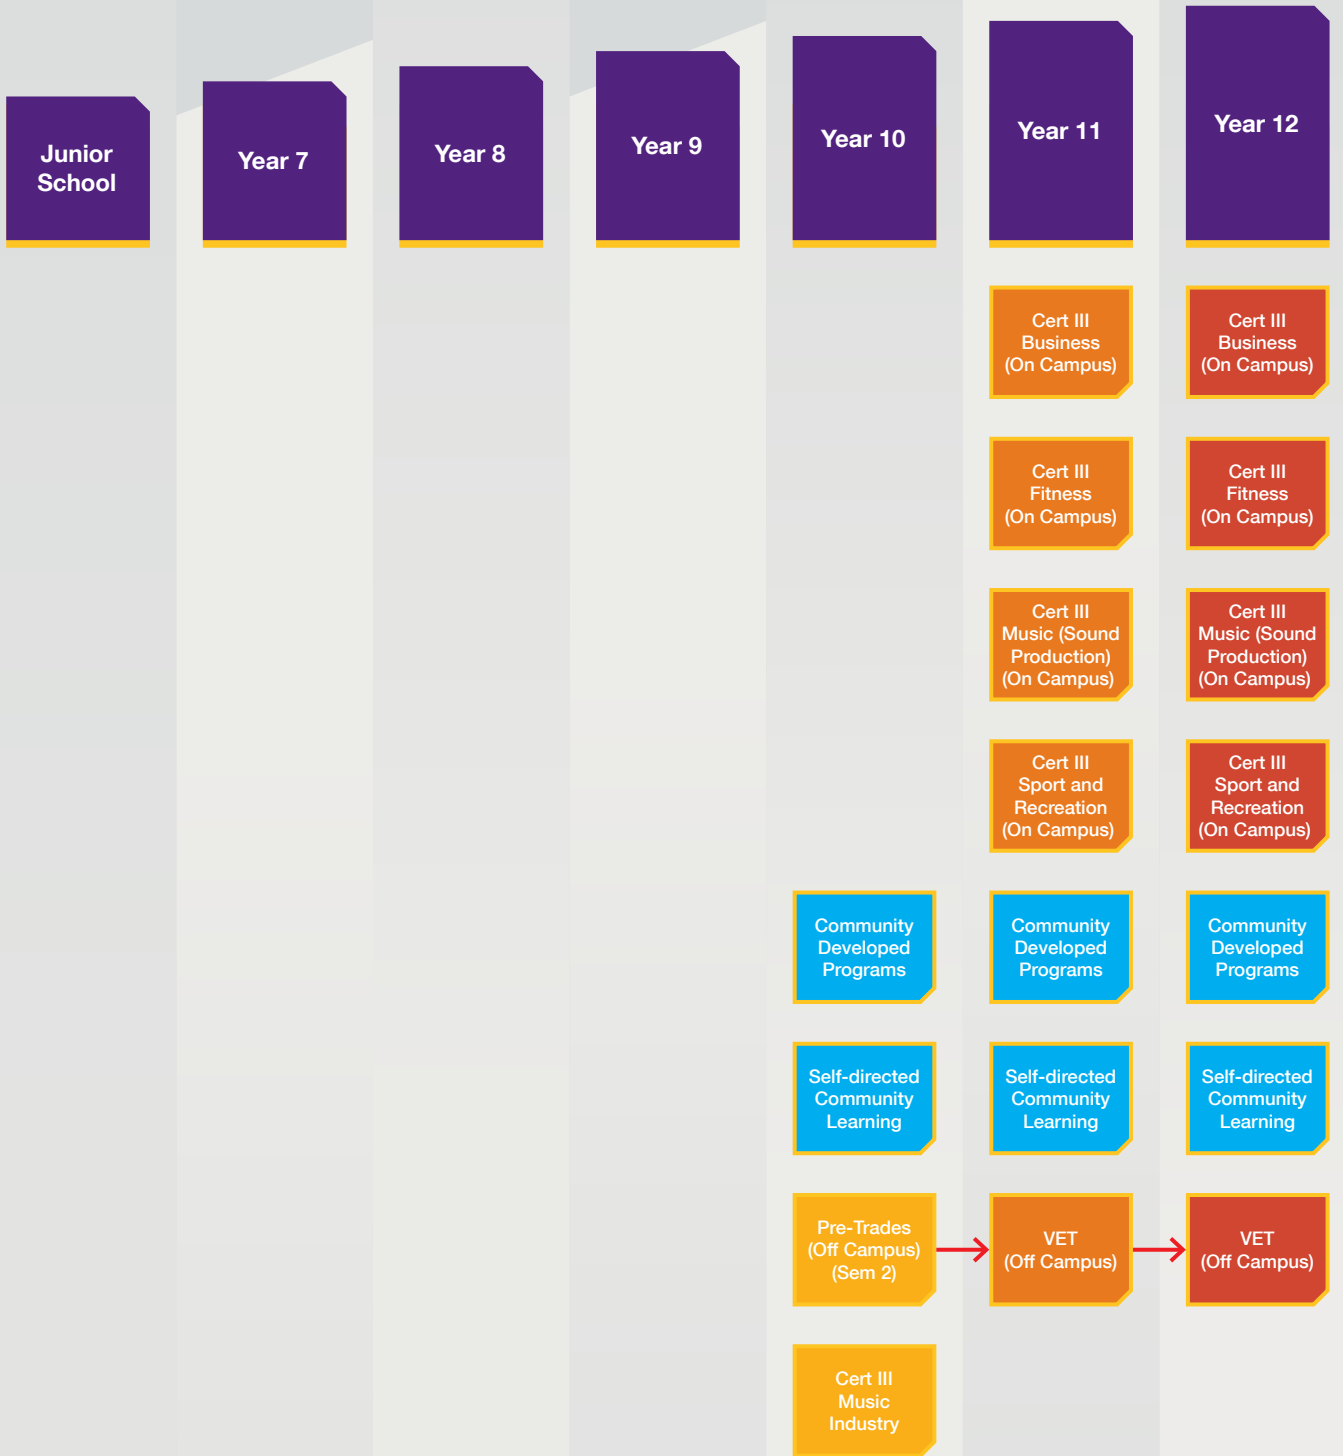 Junior
School
Year 7
Year 8
Year 9
Year 10
Year 11
Year 12
Cert III
Business
(On Campus)
Cert III
Business
(On Campus)
Cert III
Fitness
(On Campus)
Cert III
Fitness
(On Campus)
Cert III
Music (Sound
Production)
(On Campus)
Cert III
Music (Sound
Production)
(On Campus)
Cert III
Sport and
Recreation
(On Campus)
Cert III
Sport and
Recreation
(On Campus)
Community
Developed
Programs
Community
Developed
Programs
Community
Developed
Programs
Self-directed
Community
Learning
Self-directed
Community
Learning
Self-directed
Community
Learning
Pre-Trades
(Off Campus)
(Sem 2)
VET
(Off Campus)
VET
(Off Campus)
Cert III
Music
Industry